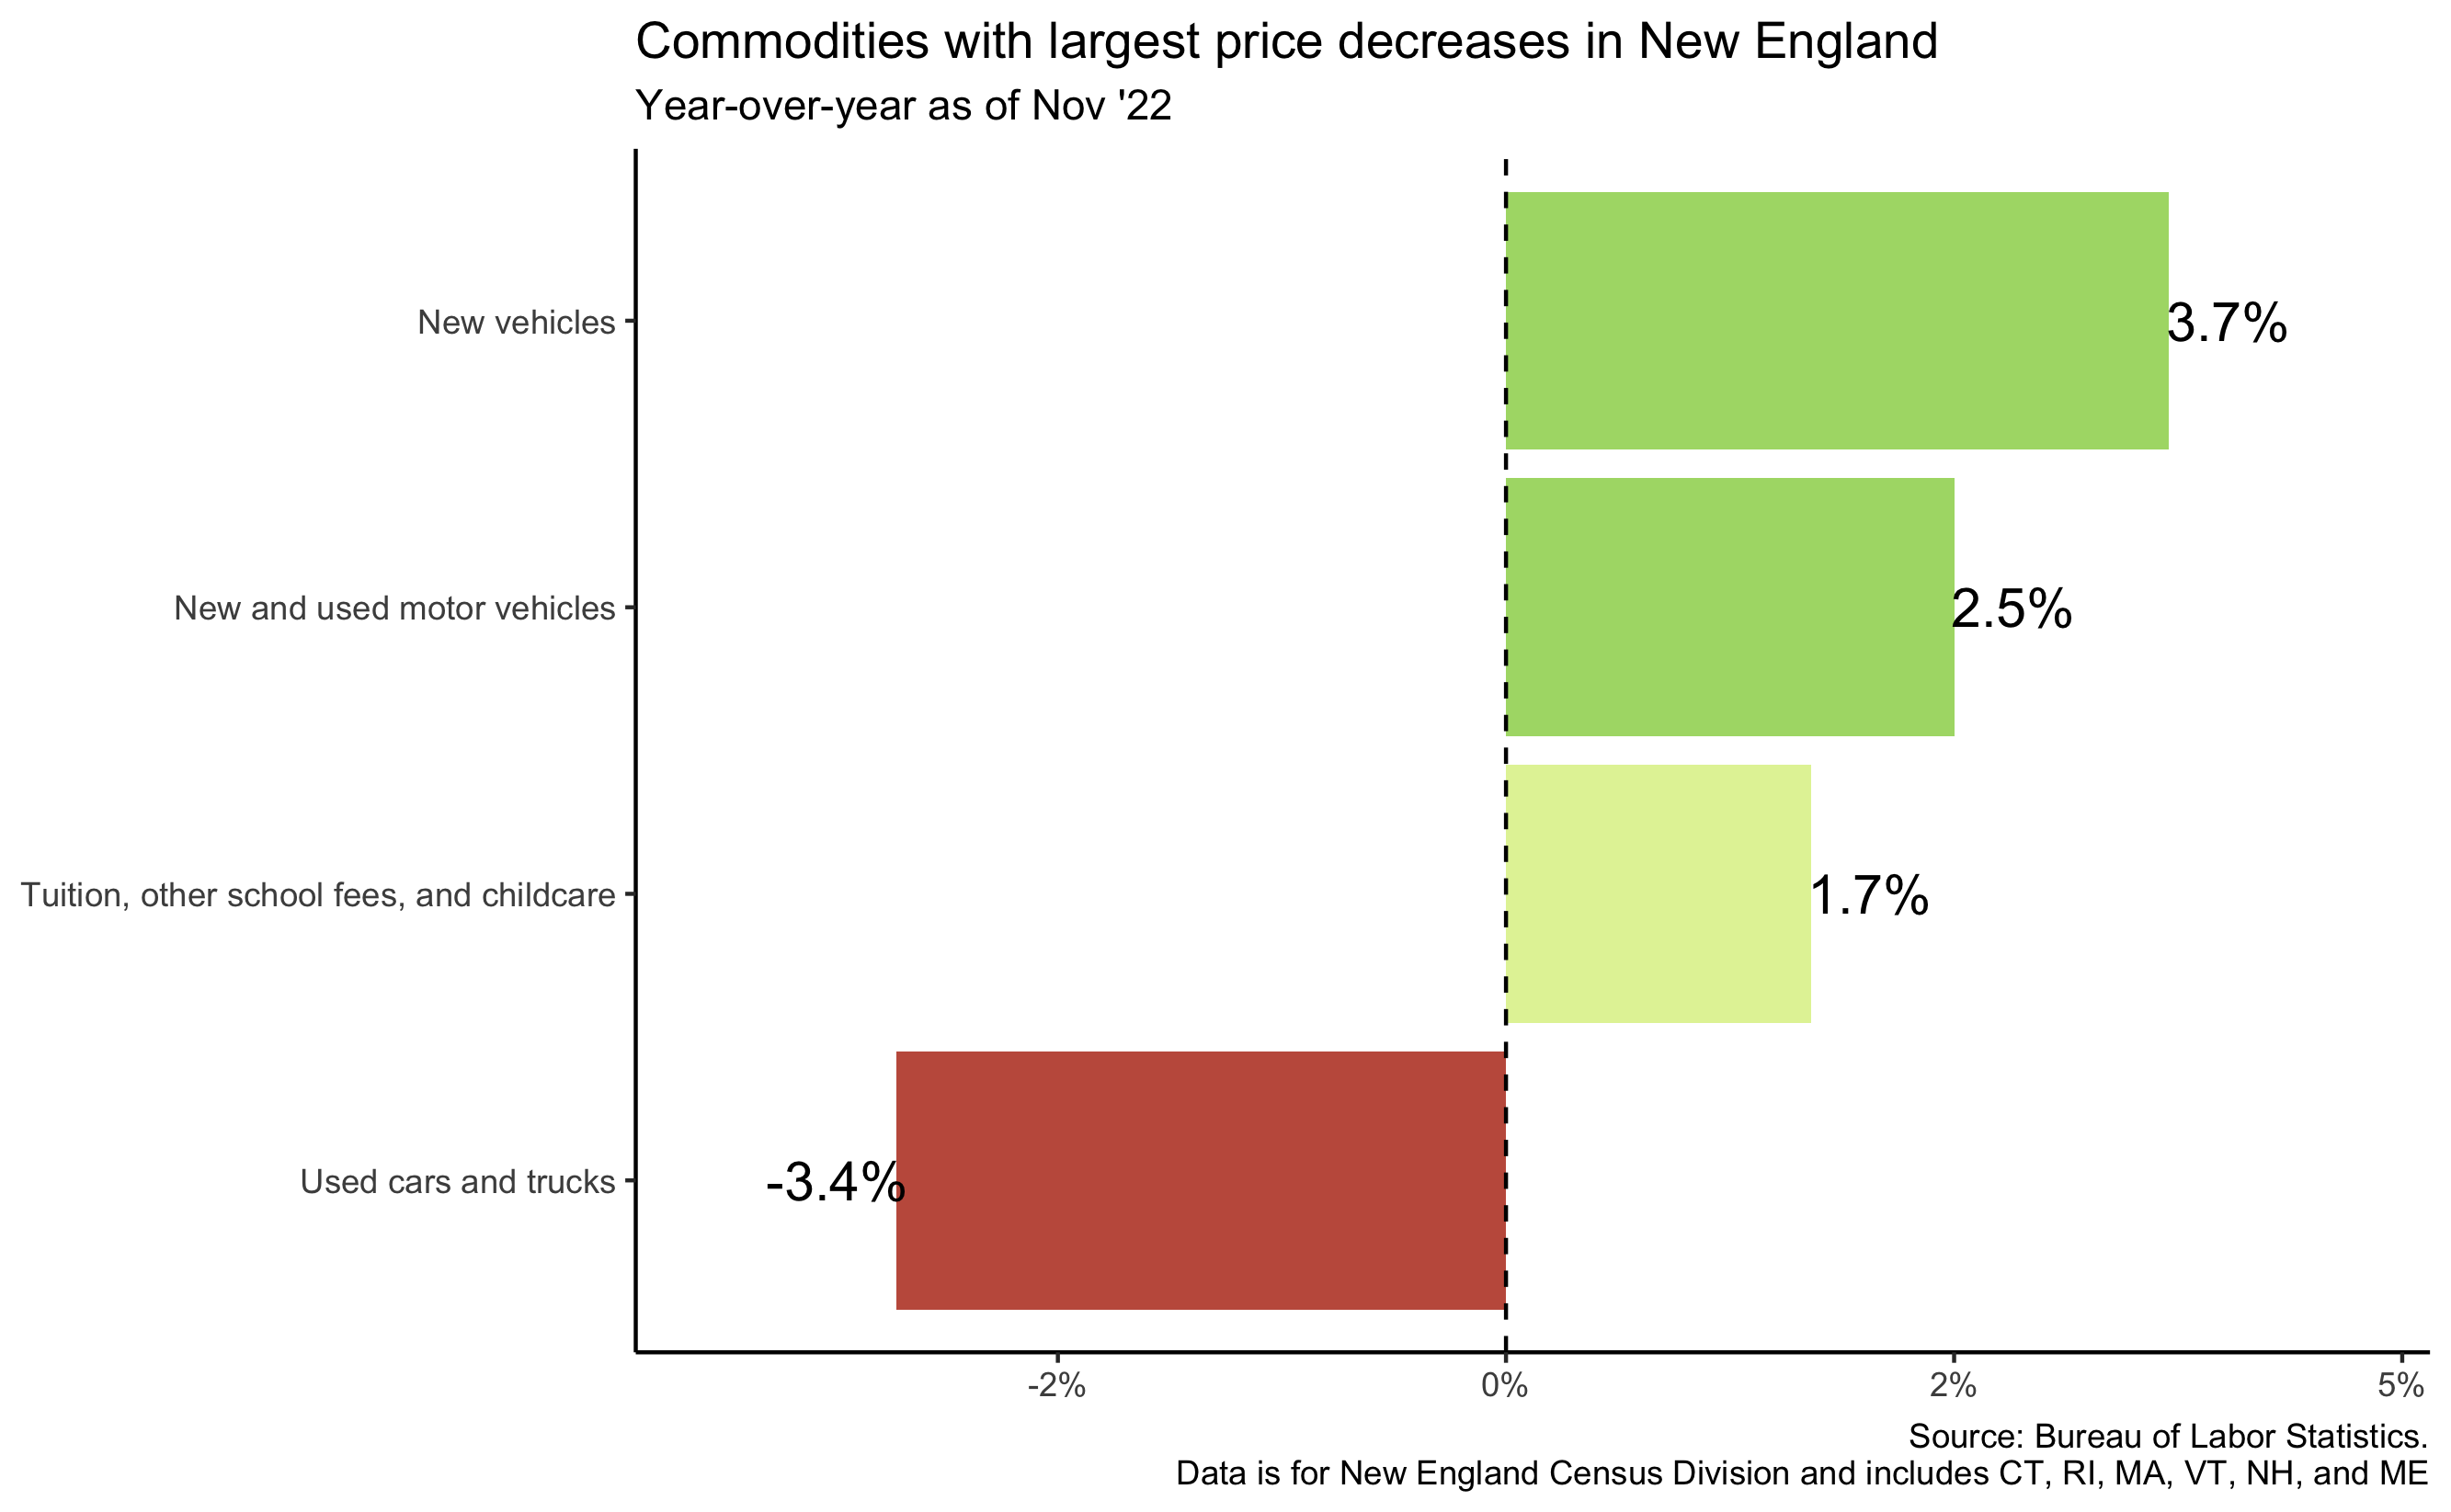 Commodities with largest price decreases in New England
Year-over-year as of Nov '22
New vehicles
3.7%
New and used motor vehicles
2.5%
Tuition, other school fees, and childcare
1.7%
Used cars and trucks
-3.4%
-2%
0%
2%
5%
Source: Bureau of Labor Statistics.
Data is for New England Census Division and includes CT, RI, MA, VT, NH, and ME